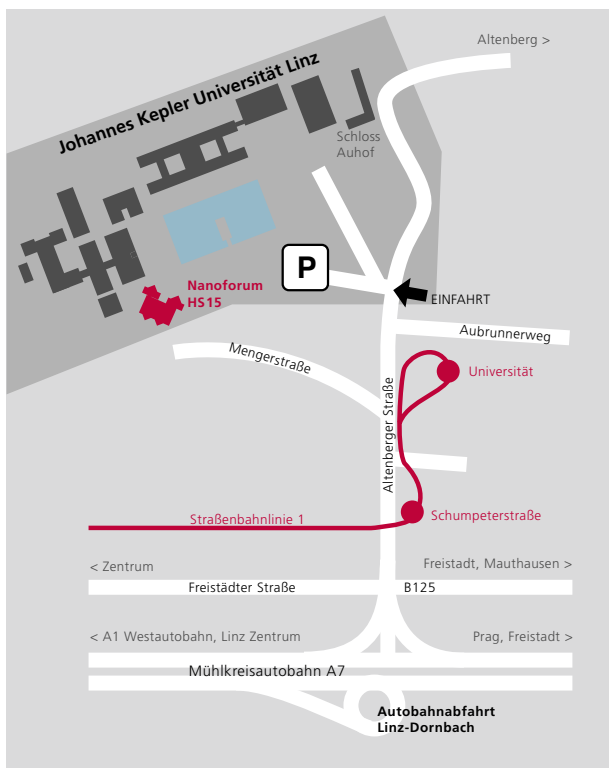 Altenberg >
Johannes Kepler Universität Linz
Schloss
Auhof
P
Nanoforum
HS15
EINFAHRT
Aubrunnerweg
Mengerstraße
Universität
Altenberger Straße
Straßenbahnlinie 1
Schumpeterstraße
< Zentrum
Freistadt, Mauthausen >
Freistädter Straße
B125
< A1 Westautobahn, Linz Zentrum
Prag, Freistadt >
Mühlkreisautobahn A7
Autobahnabfahrt
Linz-Dornbach